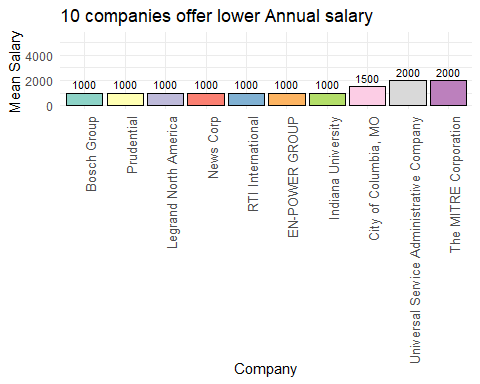 10 companies offer lower Annual salary
Mean Salary
4000
2000
0
1000
1000
1000
1000
1000
1000
1000
1500
2000
2000
Bosch Group
Prudential
Legrand North America
News Corp
RTI International
EN-POWER GROUP
Indiana University
City of Columbia, MO
Universal Service Administrative Company
The MITRE Corporation
Company